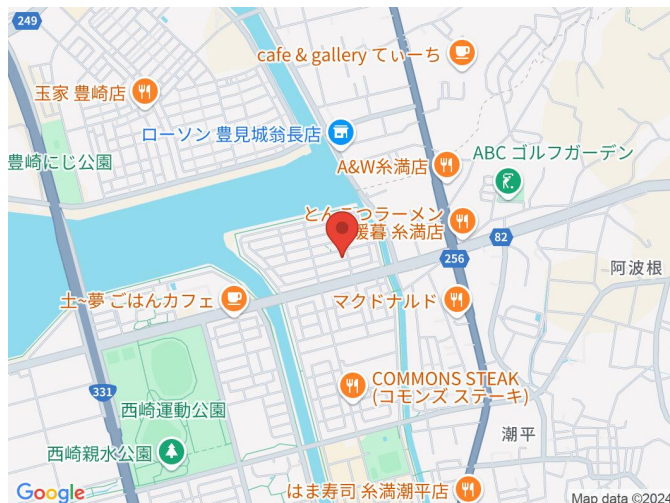 249
cafe & gallery てぃーち
玉家 豊崎店
ローソン 豊見城翁長店
豊崎にじ公園
A&W糸満店
ABC ゴルフガーデン
とんこつラーメン
暖暮 糸満店
82
256
阿波根
土~夢 ごはんカフェ
マクドナルド
331
COMMONS STEAK
(コモンズ ステーキ)
西崎運動公園
潮平
西崎親水公園
はま寿司 糸満潮平店
Google
Map data ©2024